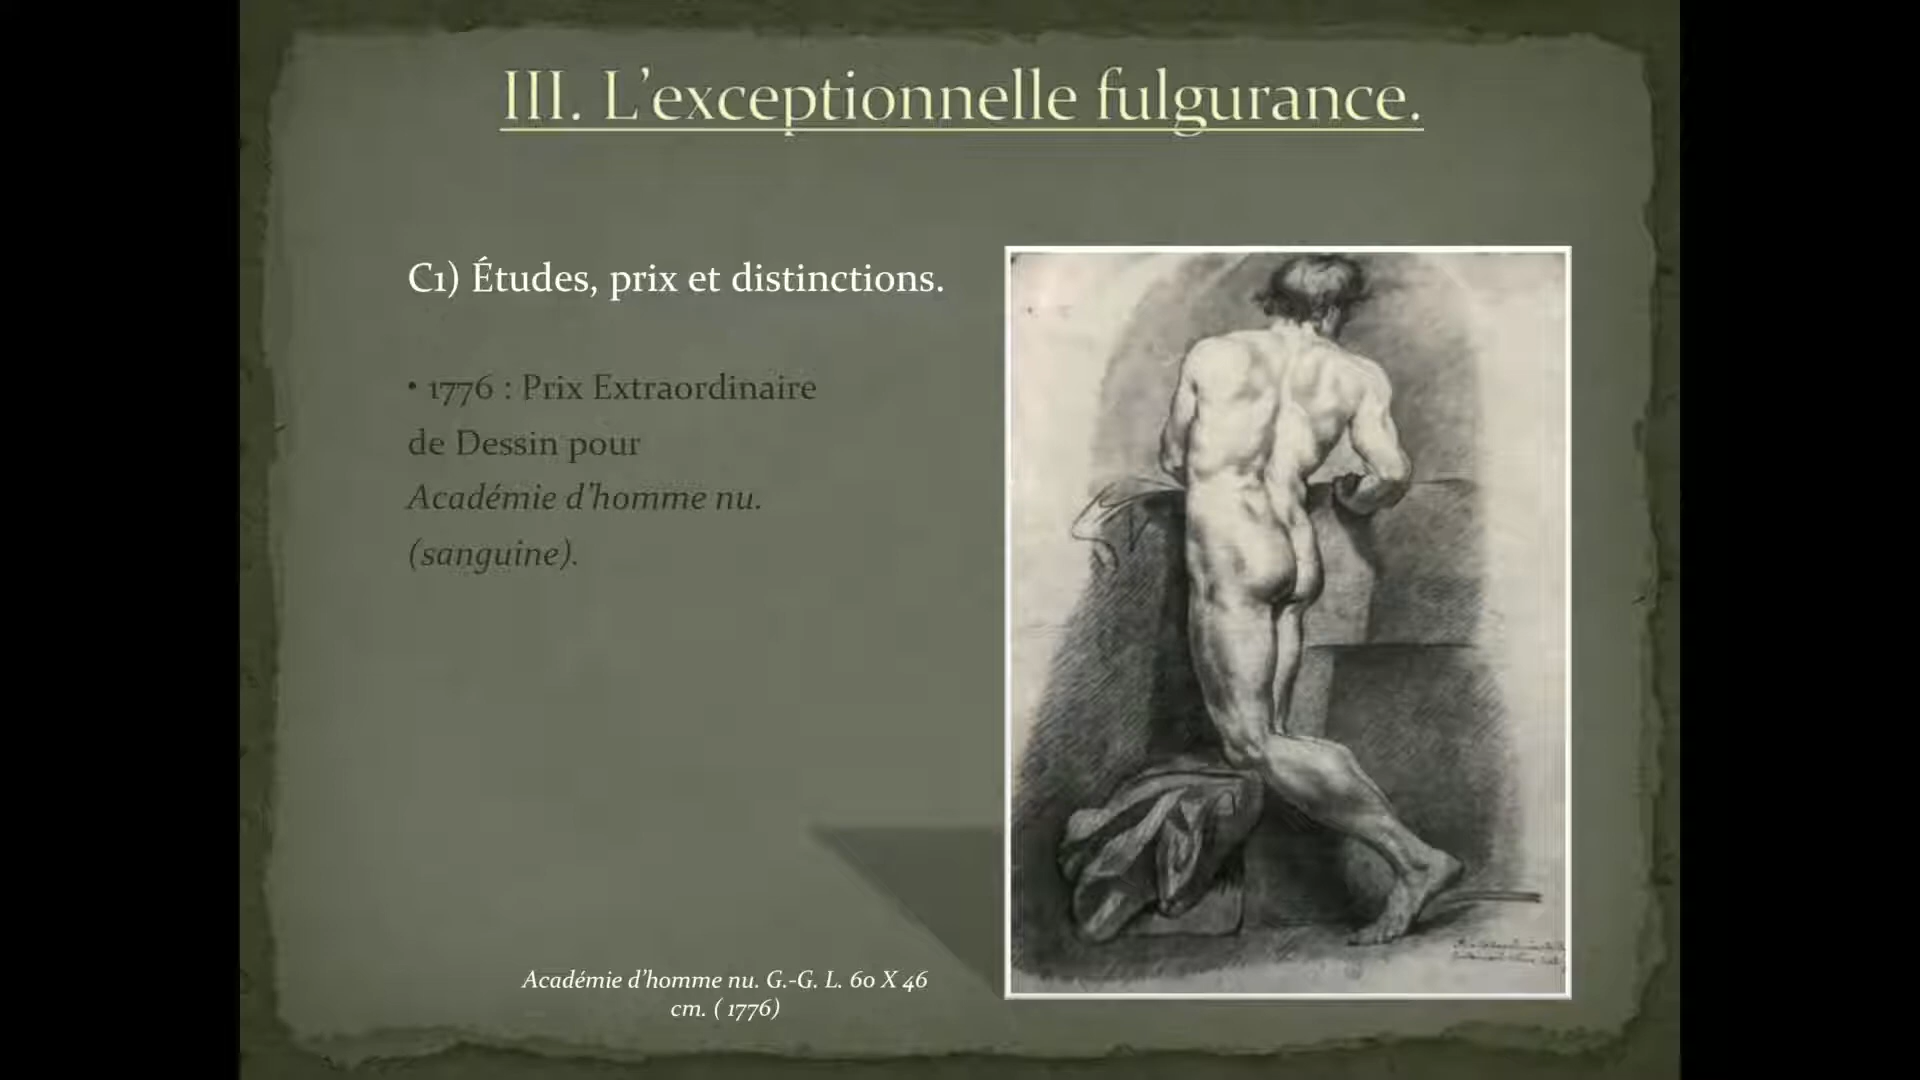 III. L’exceptionnelle fulgurance.
C1) Études, prix et distinctions.
• 1776 : Prix Extraordinaire
de Dessin pour
Académie d’homme nu.
(sanguine).
Académie d’homme nu. G.-G. L. 60 X 46
cm. ( 1776)